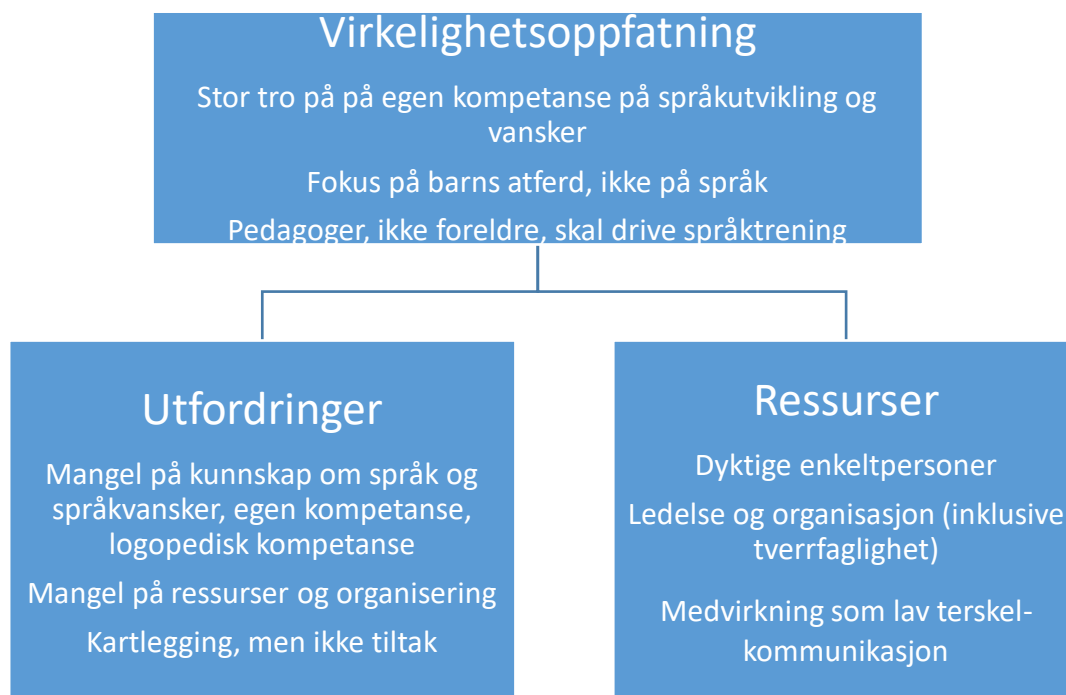 Virkelighetsoppfatning
Stor tro på på egen kompetanse på språkutvikling og
vansker
Fokus på barns atferd, ikke på språk
Pedagoger, ikke foreldre, skal drive språktrening
Utfordringer
Mangel på kunnskap om språk og
språkvansker, egen kompetanse,
logopedisk kompetanse
Mangel på ressurser og organisering
Kartlegging, men ikke tiltak
Ressurser
Dyktige enkeltpersoner
Ledelse og organisasjon (inklusive
tverrfaglighet)
Medvirkning som lav terskel-
kommunikasjon